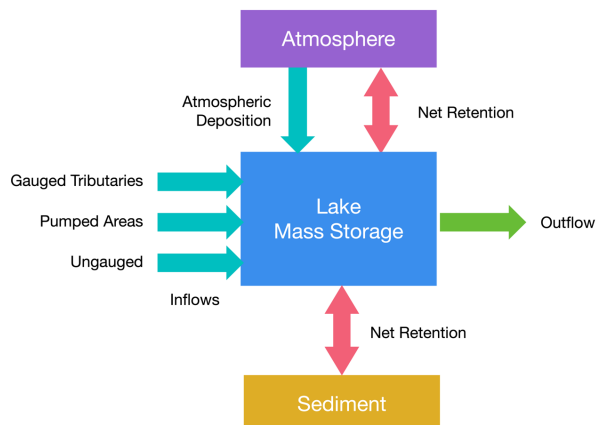 Atmosphere
Atmospheric
Deposition
Net Retention
Gauged Tributaries
Pumped Areas
Ungauged
Inflows
Lake
Mass Storage
Outflow
Net Retention
Sediment